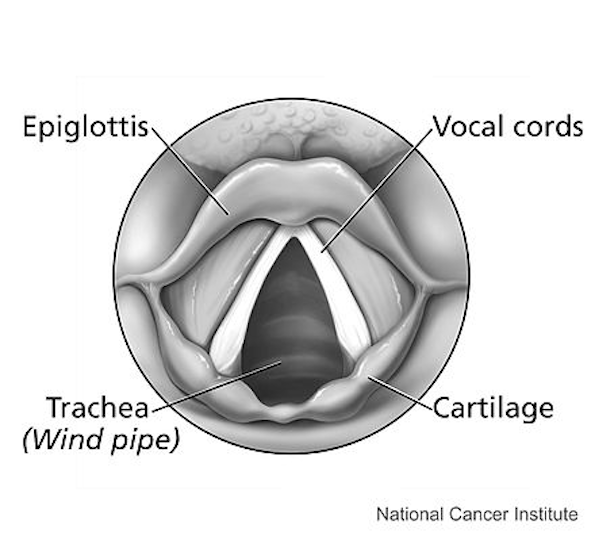 Epiglottis
Vocal cords
Trachea
(Wind pipe)
Cartilage
National Cancer Institute